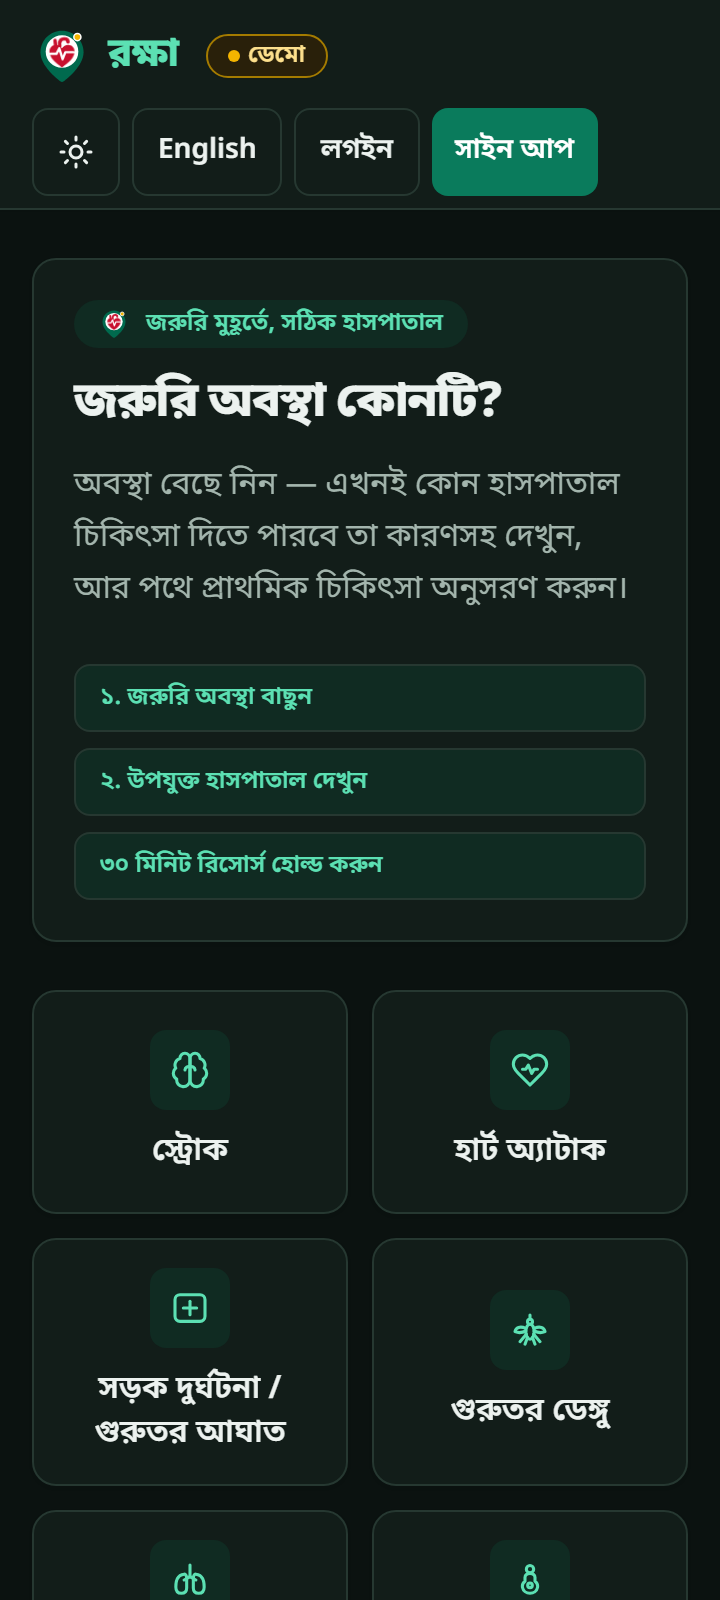 রক্ষা
ডেমো
English
লগইন
সাইন আপ
জরুরি মুহূর্তে, সঠিক হাসপাতাল
জরুরি অবস্থা কোনটি?
অবস্থা বেছে নিন — এখনই কোন হাসপাতাল
চিকিৎসা দিতে পারবে তা কারণসহ দেখুন,
আর পথে প্রাথমিক চিকিৎসা অনুসরণ করুন।
১. জরুরি অবস্থা বাছুন
২. উপযুক্ত হাসপাতাল দেখুন
৩০ মিনিট রিসোর্স হোল্ড করুন
স্ট্রোক
হার্ট অ্যাটাক
সড়ক দুর্ঘটনা /
গুরুতর আঘাত
গুরুতর ডেঙ্গু